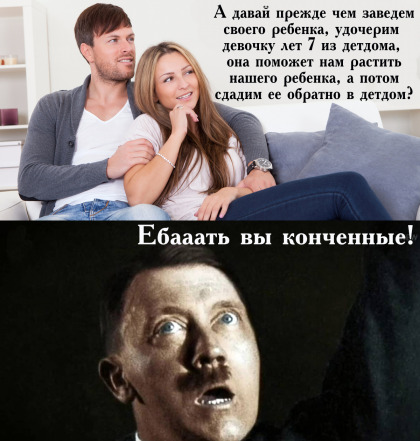 А давай прежде чем заведем
своего ребенка, удочерим
девочку лет 7 из детдома,
она поможет нам растить
нашего ребенка, а потом
сдадим ее обратно в детдом?
Ебааать вы конченные!